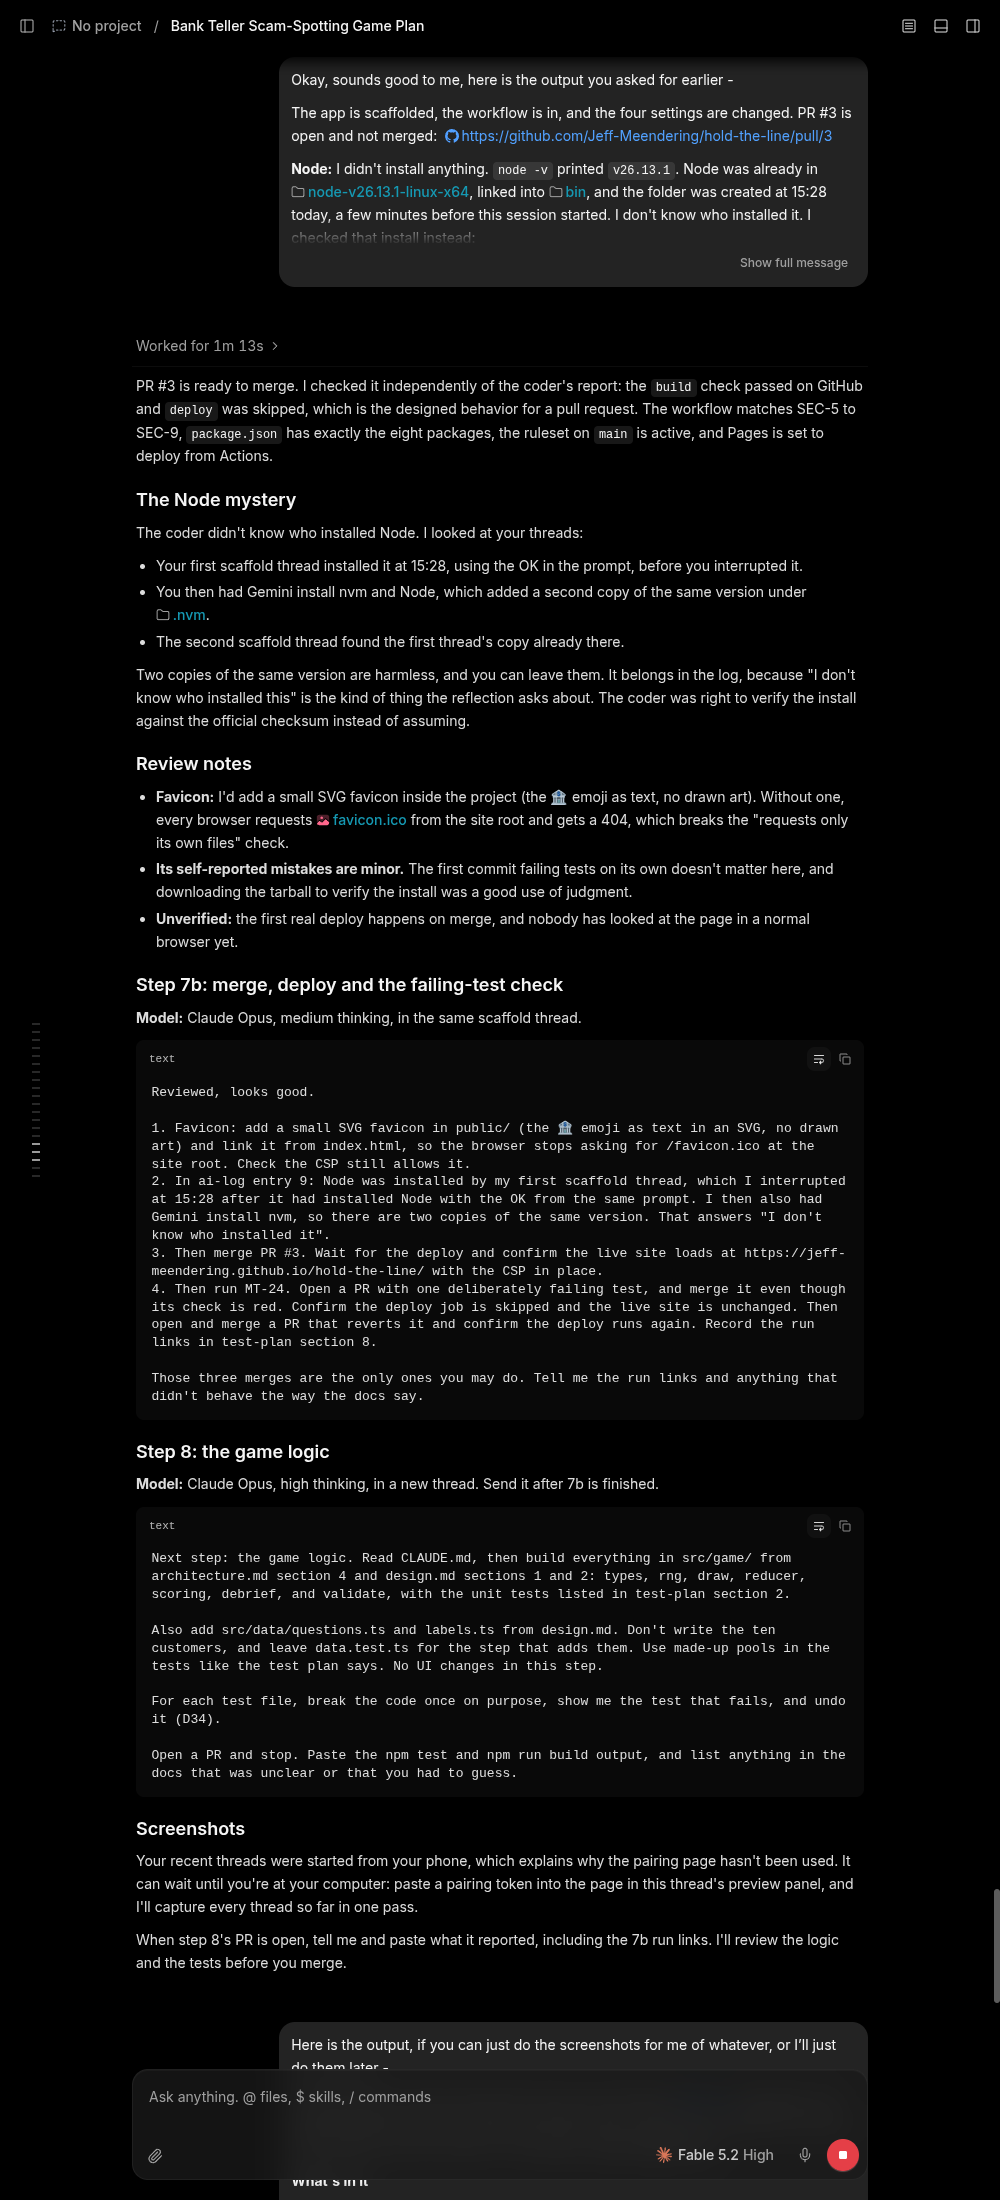 No project / Bank Teller Scam-Spotting Game Plan
Okay, sounds good to me, here is the output you asked for earlier -
The app is scaffolded, the workflow is in, and the four settings are changed. PR #3 is
open and not merged: https://github.com/Jeff-Meendering/hold-the-line/pull/3
Node: I didn't install anything. node -v printed v26.13.1. Node was already in
node-v26.13.1-linux-x64, linked into bin, and the folder was created at 15:28
today, a few minutes before this session started. I don't know who installed it. I
checked that install instead:
Show full message
Worked for 1m 13s
PR #3 is ready to merge. I checked it independently of the coder's report: the build check passed on GitHub
and deploy was skipped, which is the designed behavior for a pull request. The workflow matches SEC-5 to
SEC-9, package.json has exactly the eight packages, the ruleset on main is active, and Pages is set to
deploy from Actions.
The Node mystery
The coder didn't know who installed Node. I looked at your threads:
• Your first scaffold thread installed it at 15:28, using the OK in the prompt, before you interrupted it.
• You then had Gemini install nvm and Node, which added a second copy of the same version under
.nvm.
• The second scaffold thread found the first thread's copy already there.
Two copies of the same version are harmless, and you can leave them. It belongs in the log, because "I don't
know who installed this" is the kind of thing the reflection asks about. The coder was right to verify the install
against the official checksum instead of assuming.
Review notes
• Favicon: I'd add a small SVG favicon inside the project (the 🏦 emoji as text, no drawn art). Without one,
every browser requests favicon.ico from the site root and gets a 404, which breaks the "requests only
its own files" check.
• Its self-reported mistakes are minor. The first commit failing tests on its own doesn't matter here, and
downloading the tarball to verify the install was a good use of judgment.
• Unverified: the first real deploy happens on merge, and nobody has looked at the page in a normal
browser yet.
Step 7b: merge, deploy and the failing-test check
Model: Claude Opus, medium thinking, in the same scaffold thread.
text
Reviewed, looks good.
1. Favicon: add a small SVG favicon in public/ (the 🏦 emoji as text in an SVG, no drawn
art) and link it from index.html, so the browser stops asking for /favicon.ico at the
site root. Check the CSP still allows it.
2. In ai-log entry 9: Node was installed by my first scaffold thread, which I interrupted
at 15:28 after it had installed Node with the OK from the same prompt. I then also had
Gemini install nvm, so there are two copies of the same version. That answers "I don't
know who installed it".
3. Then merge PR #3. Wait for the deploy and confirm the live site loads at https://jeff-
meendering.github.io/hold-the-line/ with the CSP in place.
4. Then run MT-24. Open a PR with one deliberately failing test, and merge it even though
its check is red. Confirm the deploy job is skipped and the live site is unchanged. Then
open and merge a PR that reverts it and confirm the deploy runs again. Record the run
links in test-plan section 8.
Those three merges are the only ones you may do. Tell me the run links and anything that
didn't behave the way the docs say.
Step 8: the game logic
Model: Claude Opus, high thinking, in a new thread. Send it after 7b is finished.
text
Next step: the game logic. Read CLAUDE.md, then build everything in src/game/ from
architecture.md section 4 and design.md sections 1 and 2: types, rng, draw, reducer,
scoring, debrief, and validate, with the unit tests listed in test-plan section 2.
Also add src/data/questions.ts and labels.ts from design.md. Don't write the ten
customers, and leave data.test.ts for the step that adds them. Use made-up pools in the
tests like the test plan says. No UI changes in this step.
For each test file, break the code once on purpose, show me the test that fails, and undo
it (D34).
Open a PR and stop. Paste the npm test and npm run build output, and list anything in the
docs that was unclear or that you had to guess.
Screenshots
Your recent threads were started from your phone, which explains why the pairing page hasn't been used. It
can wait until you're at your computer: paste a pairing token into the page in this thread's preview panel, and
I'll capture every thread so far in one pass.
When step 8's PR is open, tell me and paste what it reported, including the 7b run links. I'll review the logic
and the tests before you merge.
Here is the output, if you can just do the screenshots for me of whatever, or I'll just
do them later -
Ask anything. @ files, $ skills, / commands
Fable 5.2 High
What's in it